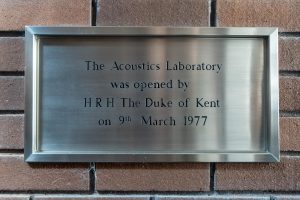 The Acoustics Laboratory
was opened by
H R H The Duke of Kent
on 9th March 1977